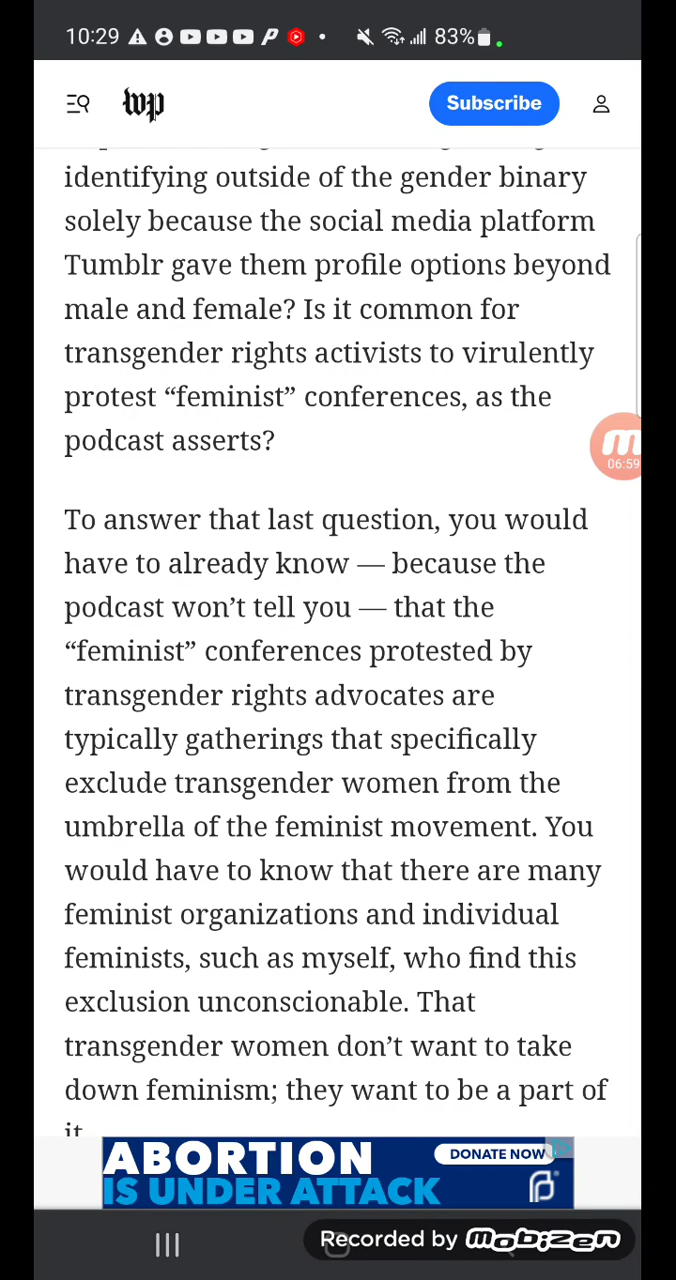 10:29 83%
wp Subscribe
identifying outside of the gender binary
solely because the social media platform
Tumblr gave them profile options beyond
male and female? Is it common for
transgender rights activists to virulently
protest “feminist” conferences, as the
podcast asserts?
06:59
To answer that last question, you would
have to already know — because the
podcast won’t tell you — that the
“feminist” conferences protested by
transgender rights advocates are
typically gatherings that specifically
exclude transgender women from the
umbrella of the feminist movement. You
would have to know that there are many
feminist organizations and individual
feminists, such as myself, who find this
exclusion unconscionable. That
transgender women don’t want to take
down feminism; they want to be a part of
it
ABORTION DONATE NOW
IS UNDER ATTACK
Recorded by mobizen